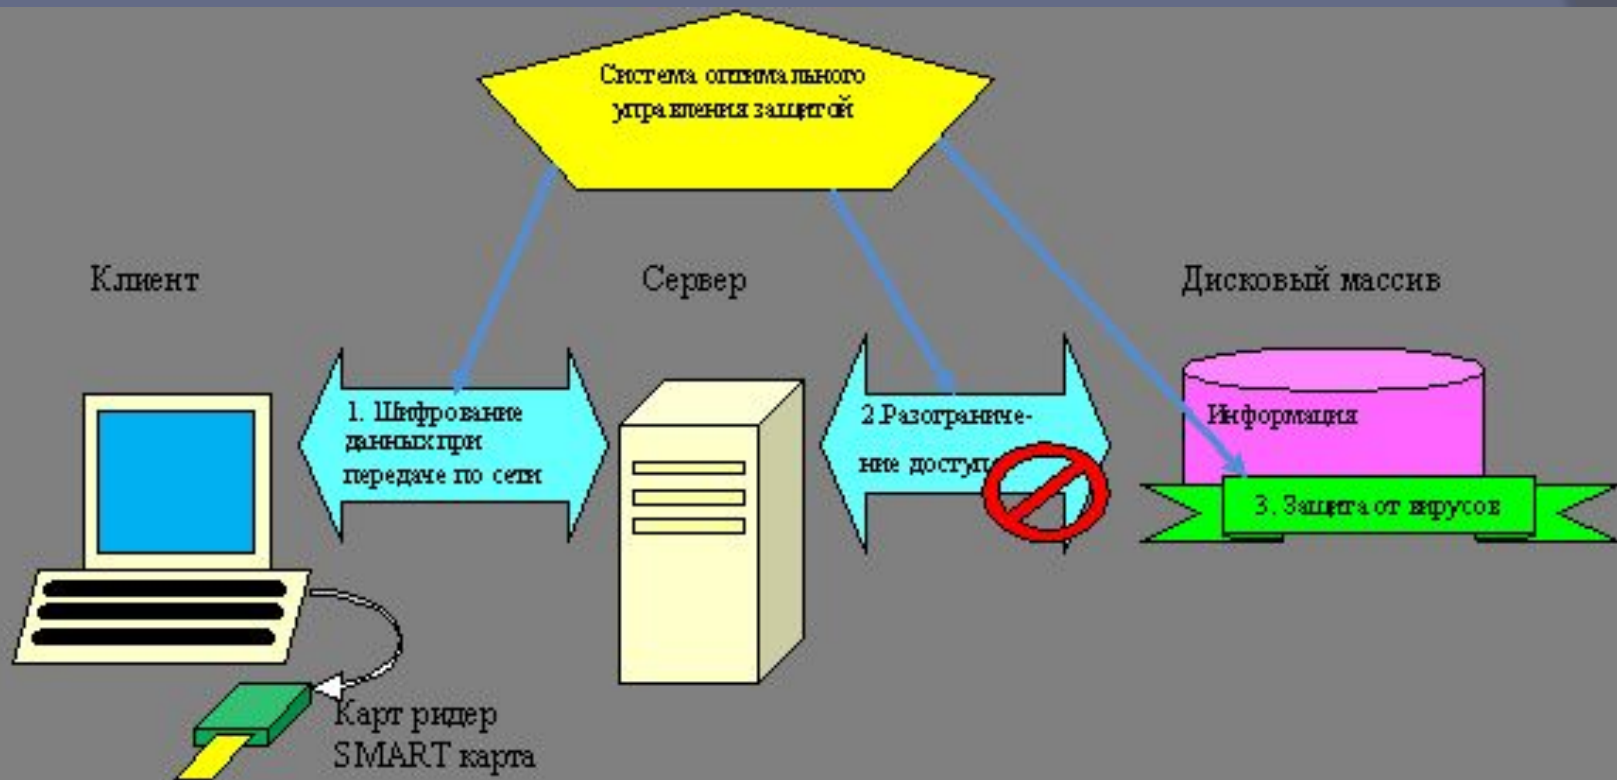 Система оптимального
управления защитой
Клиент
Сервер
Дисковый массив
1. Шифрование
данных при
передаче по сети
2.Разграниче-
ние доступ
Информация
3. Защита от вирусов
Карт ридер
SMART карта